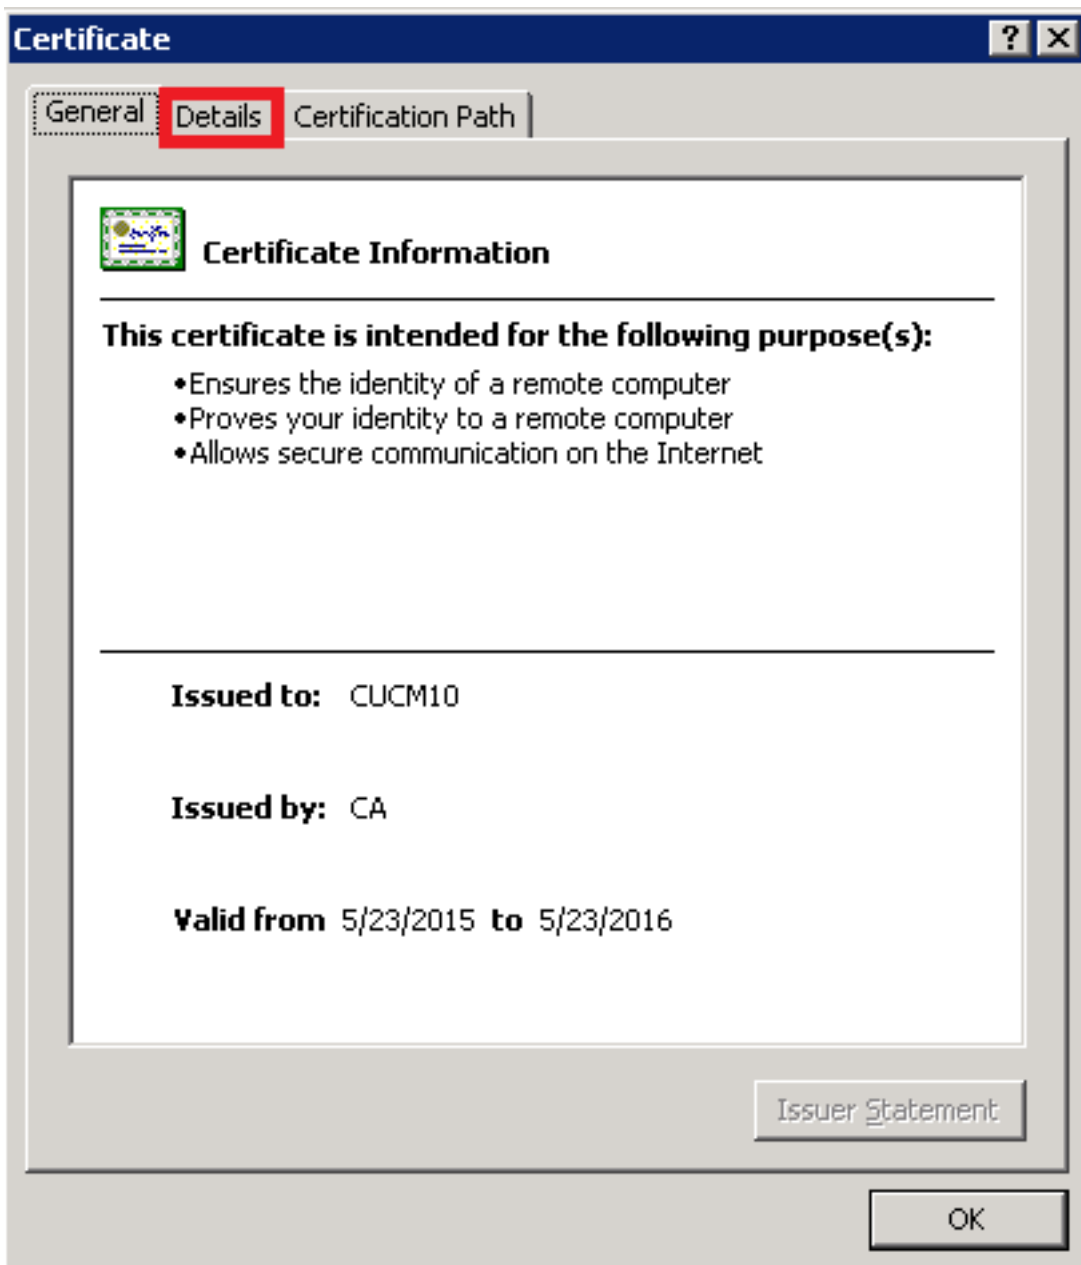 Certificate
General Details Certification Path
Certificate Information
This certificate is intended for the following purpose(s):
•Ensures the identity of a remote computer
•Proves your identity to a remote computer
•Allows secure communication on the Internet
Issued to: CUCM10
Issued by: CA
Valid from 5/23/2015 to 5/23/2016
Issuer Statement
OK